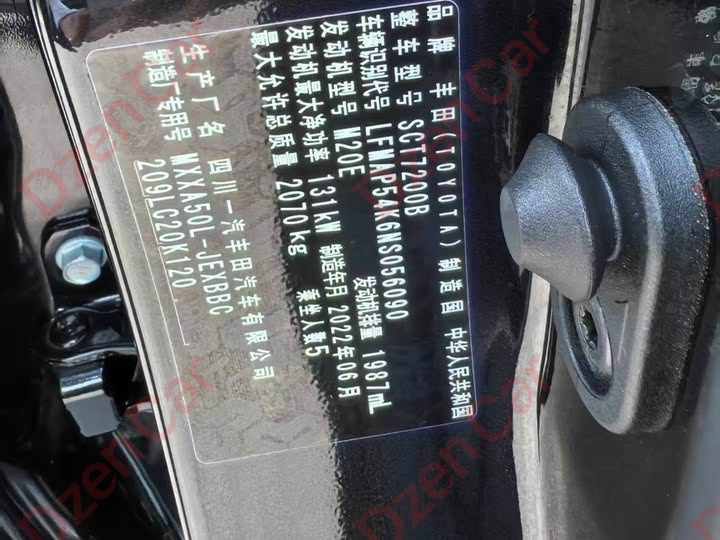 品牌 丰田(TOYOTA) 制造国 中华人民共和国
整车型号 SCT7200B
车辆识别代号 LFMAP54K6NS056090
发动机型号 M20E 发动机排量 1987mL
发动机最大净功率 131kW 制造年月 2022年06月
最大允许总质量 2070kg 乘坐人数5
生产厂名 四川一汽丰田汽车有限公司
制造厂专用号 MXXA50L-JEXBBC
209LC20K120
DzenCar
DzenCar
DzenCar
DzenCar
DzenCar
DzenCar